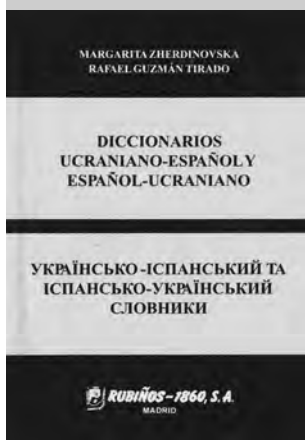 MARGARITA ZHERDINOVSKA
RAFAEL GUZMÁN TIRADO
DICCIONARIOS
UCRANIANO-ESPAÑOL Y
ESPAÑOL-UCRANIANO
УКРАЇНСЬКО-ІСПАНСЬКИЙ ТА
ІСПАНСЬКО-УКРАЇНСЬКИЙ
СЛОВНИКИ
RUBIÑOS-1860, S.A.
MADRID